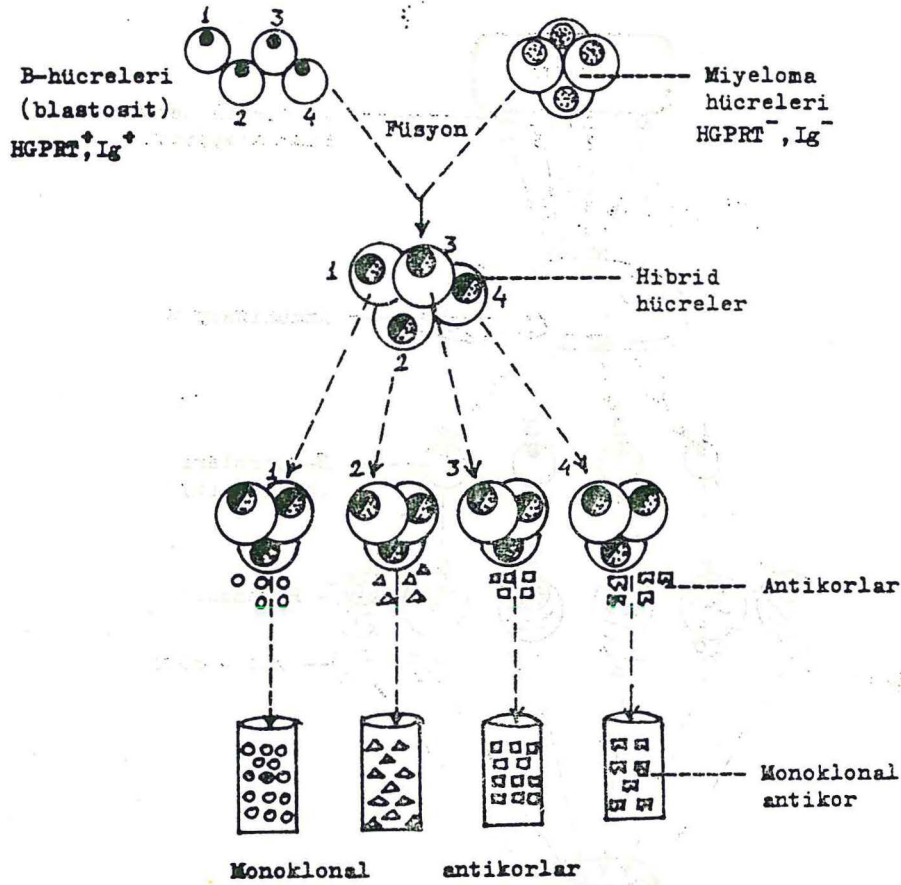 1
3
B-hücreleri
(blastosit)
HGPRT⁺,Ig⁺
2
4
Füsyon
Miyeloma
hücreleri
HGPRT⁻,Ig⁻
1
3
4
2
Hibrid
hücreler
1
2
3
4
Antikorlar
Monoklonal
antikor
Monoklonal antikorlar